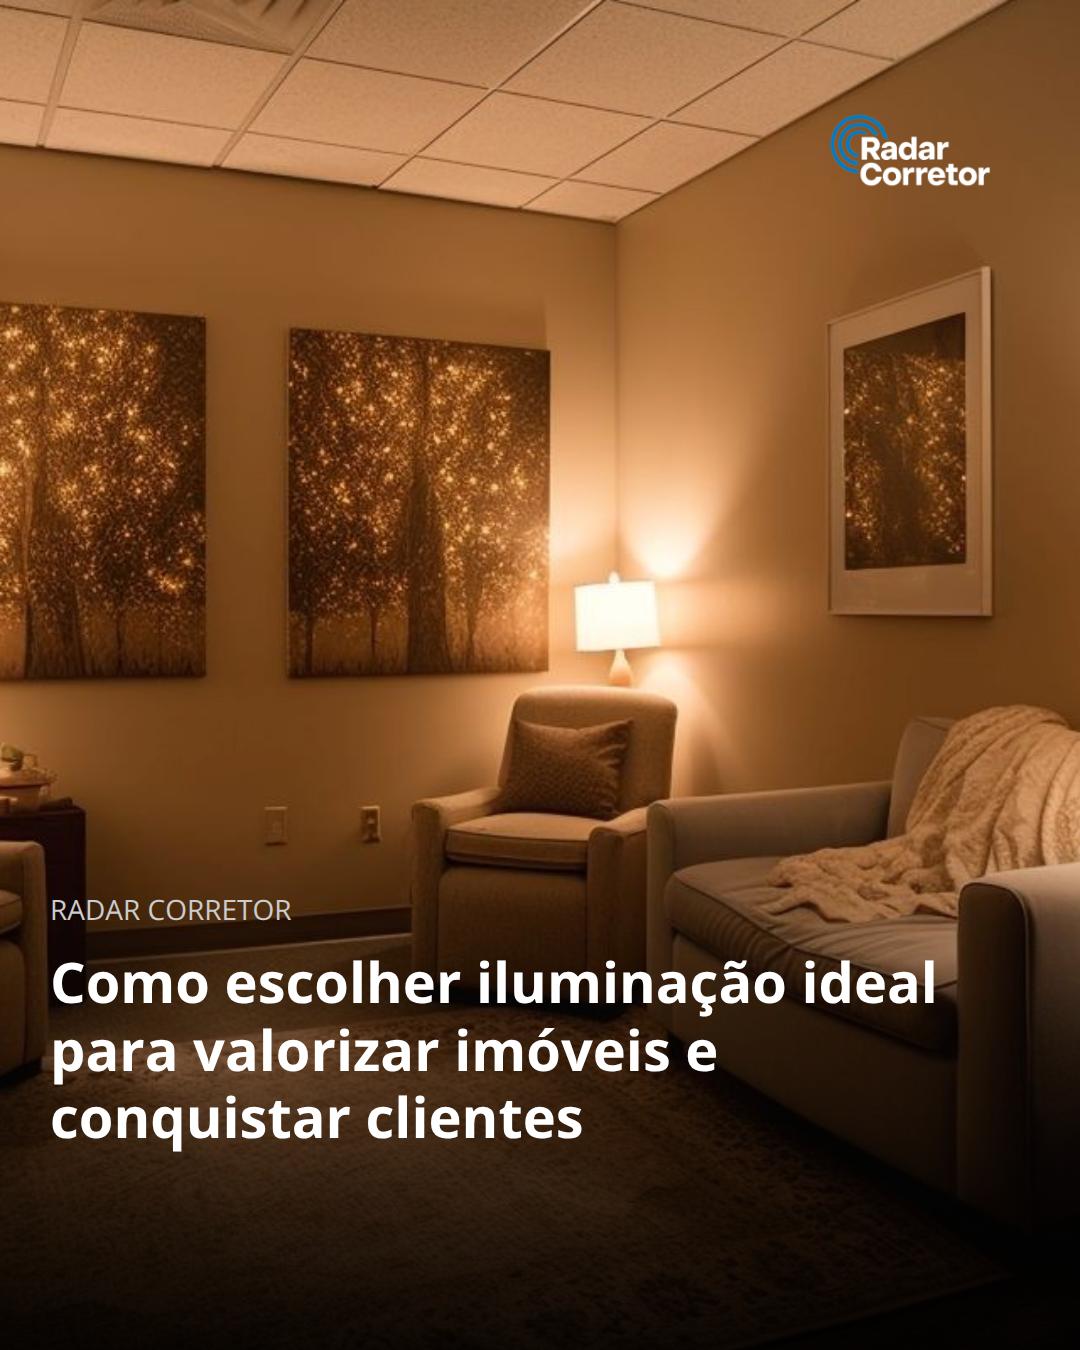 Radar
Corretor
RADAR CORRETOR
Como escolher iluminação ideal
para valorizar imóveis e
conquistar clientes